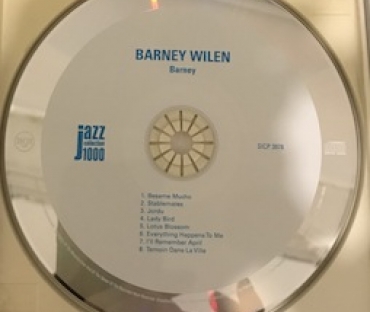 BARNEY WILEN
Barney
jazz
collection
1000
1. Besame Mucho
2. Stablemates
3. Jordu
4. Lady Bird
5. Lotus Blossom
6. Everything Happens To Me
7. I'll Remember April
8. Temoin Dans La Ville